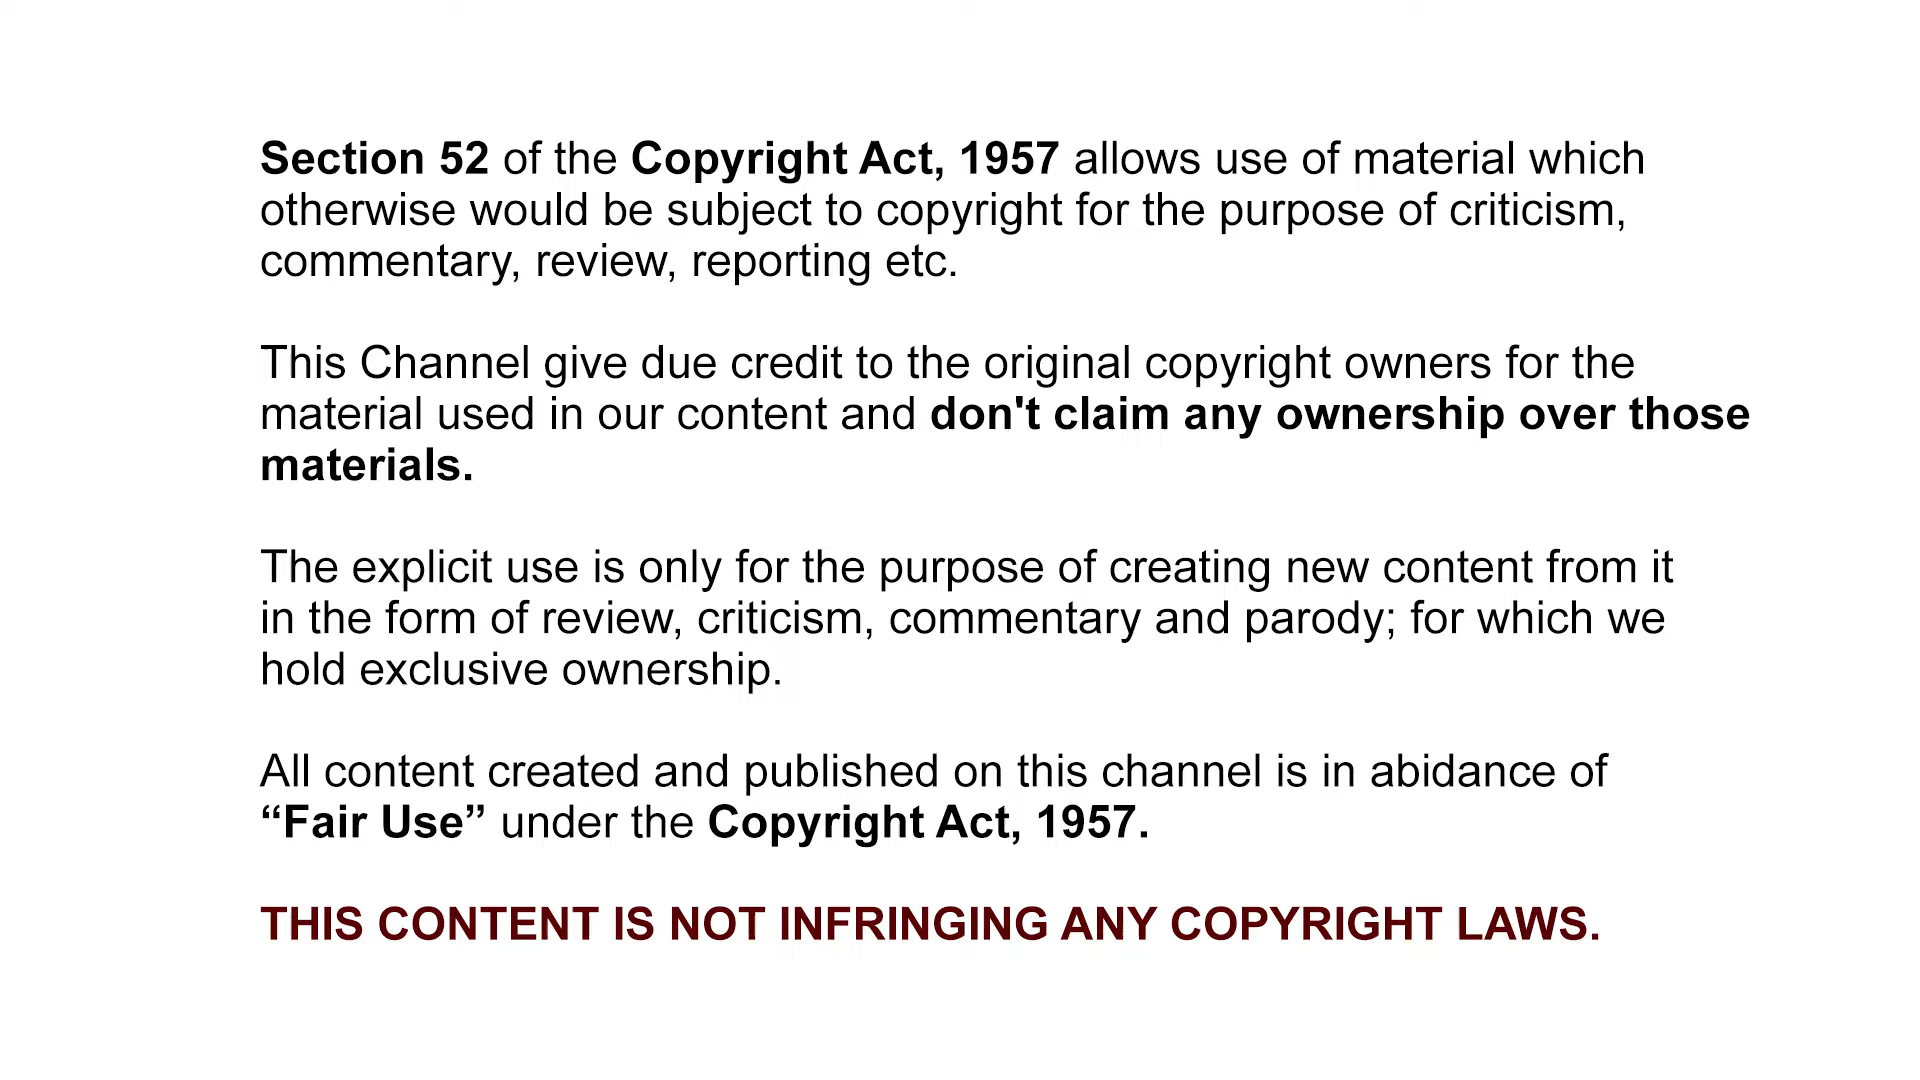 Section 52 of the Copyright Act, 1957 allows use of material which
otherwise would be subject to copyright for the purpose of criticism,
commentary, review, reporting etc.
This Channel give due credit to the original copyright owners for the
material used in our content and don't claim any ownership over those
materials.
The explicit use is only for the purpose of creating new content from it
in the form of review, criticism, commentary and parody; for which we
hold exclusive ownership.
All content created and published on this channel is in abidance of
“Fair Use” under the Copyright Act, 1957.
THIS CONTENT IS NOT INFRINGING ANY COPYRIGHT LAWS.